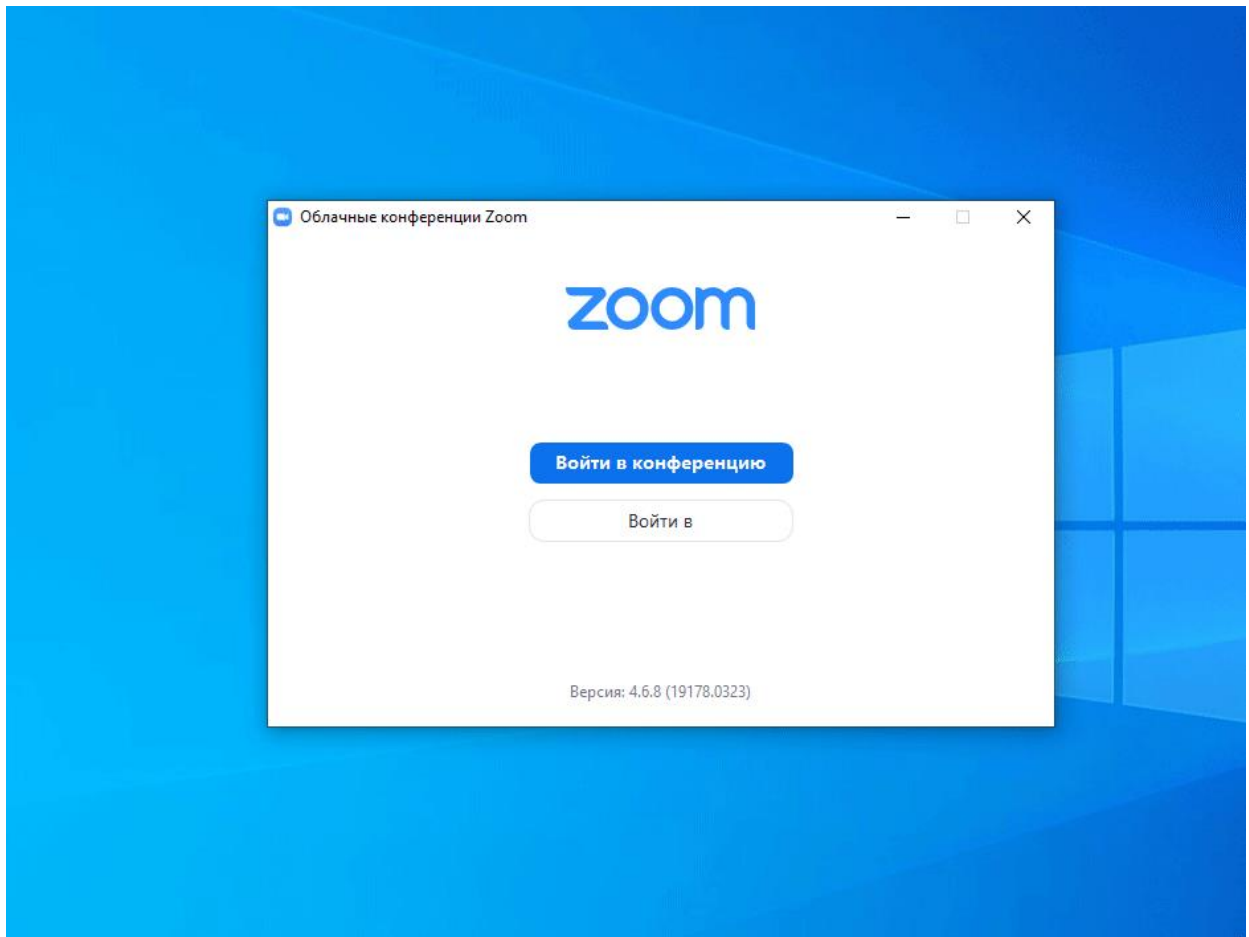 Облачные конференции Zoom
zoom
Войти в конференцию
Войти в
Версия: 4.6.8 (19178.0323)